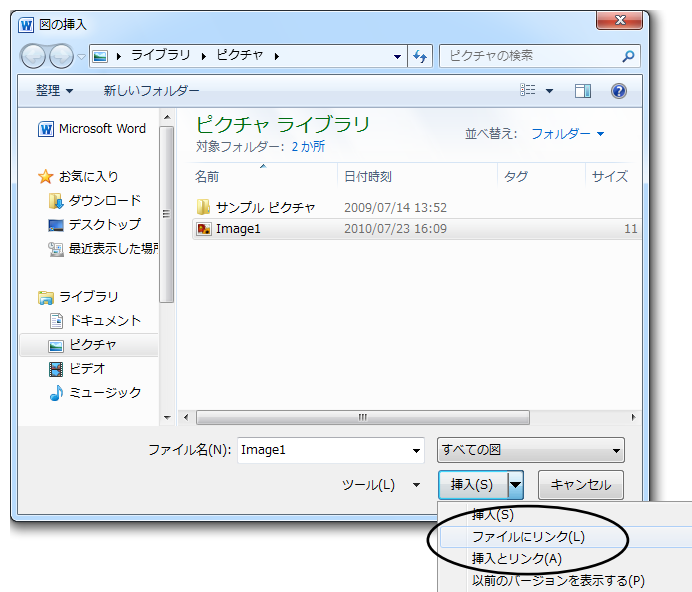 図の挿入
ライブラリ ピクチャ
ピクチャの検索
整理 新しいフォルダー
Microsoft Word
お気に入り
ダウンロード
デスクトップ
最近表示した場所
ライブラリ
ドキュメント
ピクチャ
ビデオ
ミュージック
ピクチャ ライブラリ
対象フォルダー: 2 か所
並べ替え: フォルダー
名前 日付時刻 タグ サイズ
サンプル ピクチャ 2009/07/14 13:52
Image1 2010/07/23 16:09 11
ファイル名(N): Image1 すべての図
ツール(L) 挿入(S) キャンセル
挿入(S)
ファイルにリンク(L)
挿入とリンク(A)
以前のバージョンを表示する(P)